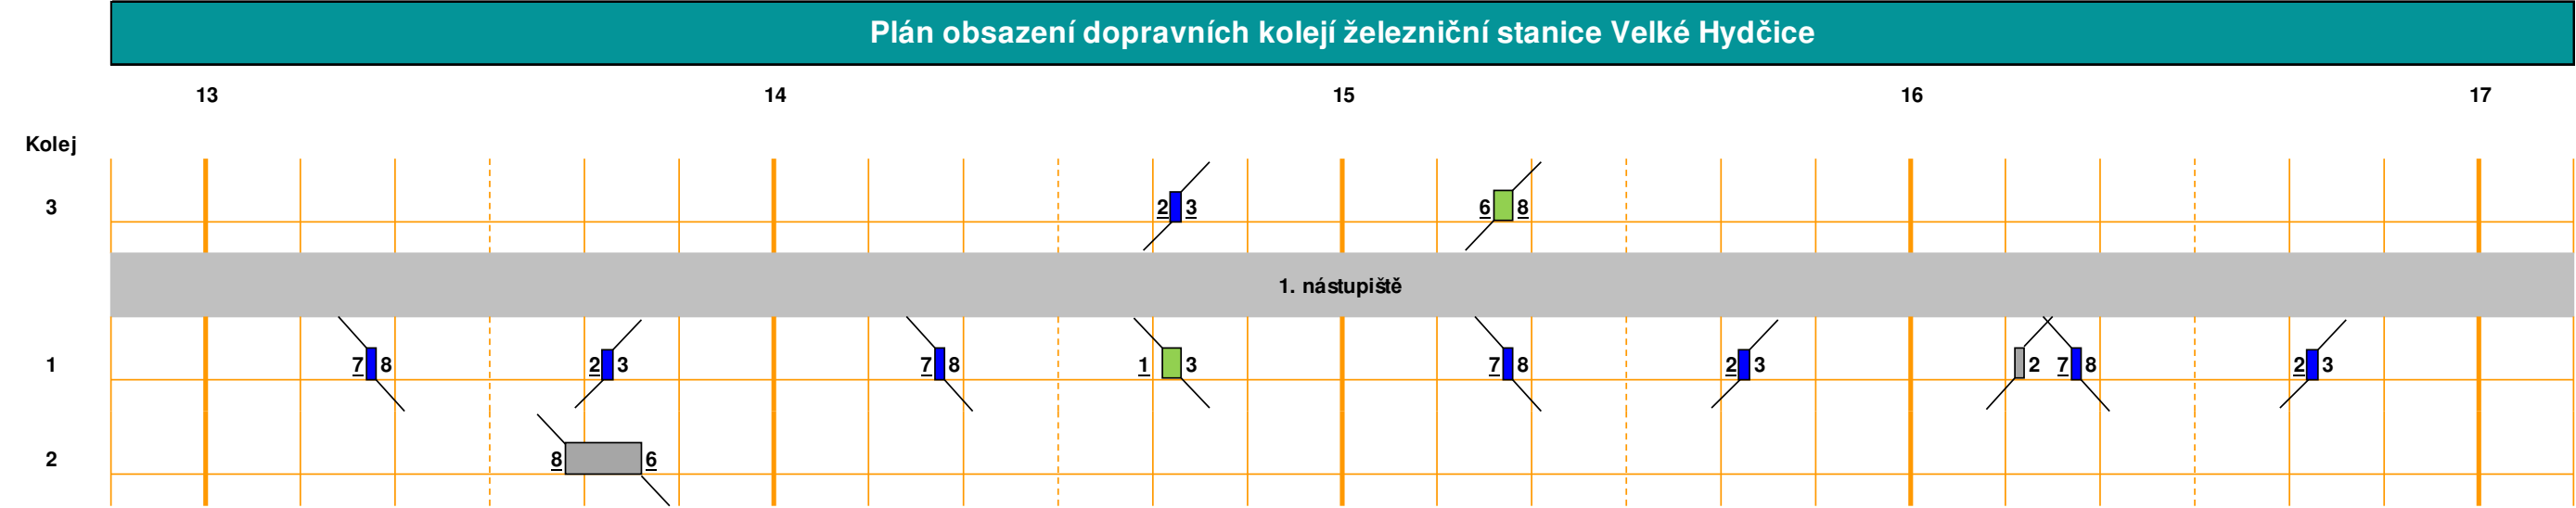 Plán obsazení dopravních kolejí železniční stanice Velké Hydčice
13 14 15 16 17
Kolej
3 2 3 6 8
1. nástupiště
1 7 8 2 3 7 8 1 3 7 8 2 3 2 7 8 2 3
2 8 6